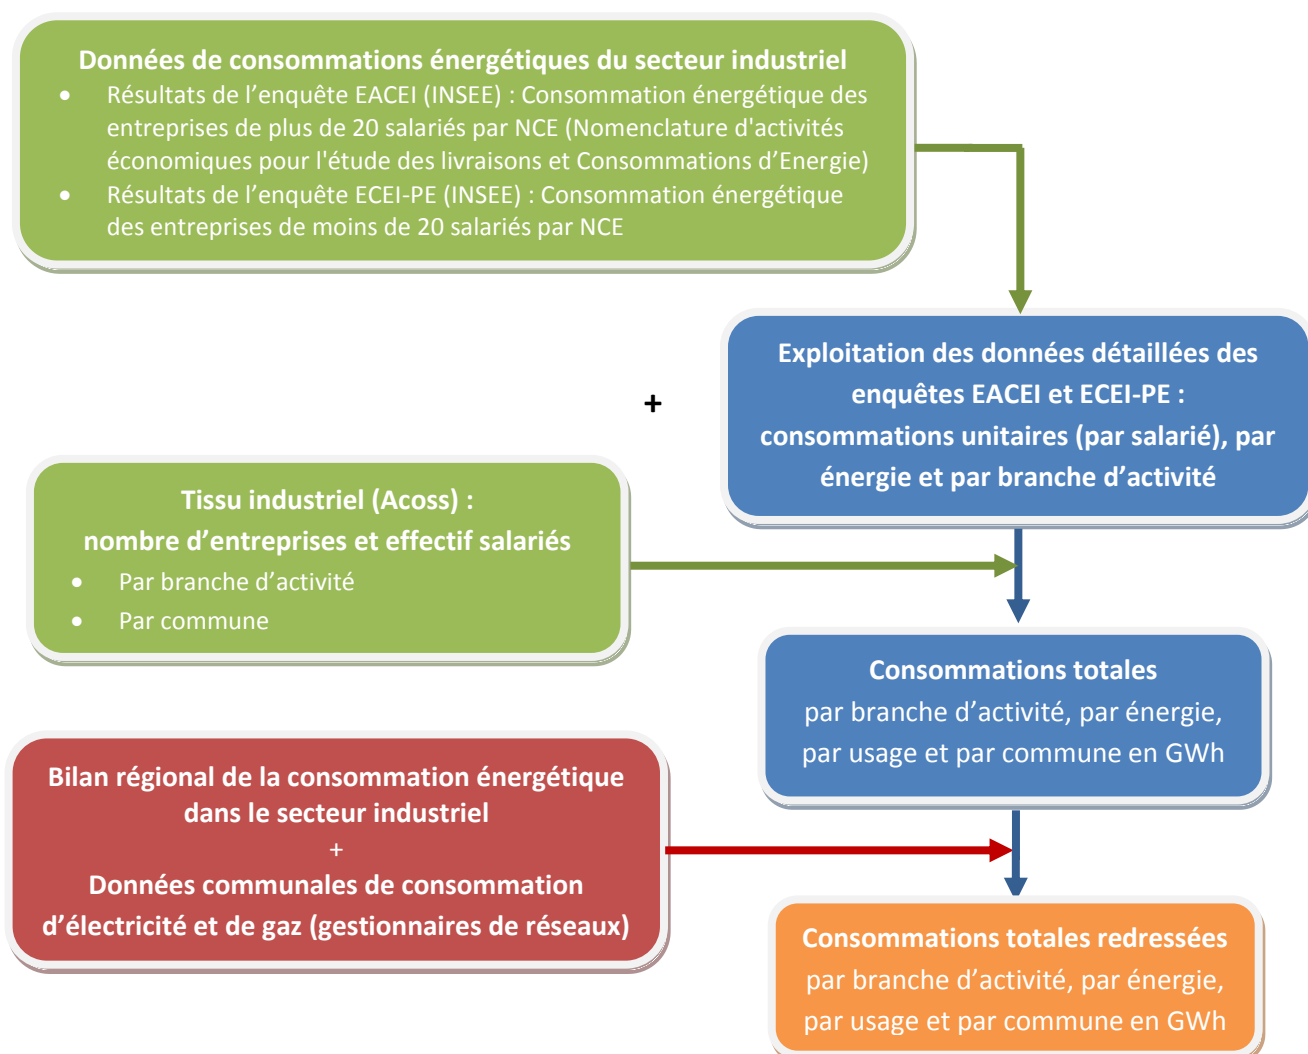 Données de consommations énergétiques du secteur industriel
• Résultats de l’enquête EACEI (INSEE) : Consommation énergétique des
entreprises de plus de 20 salariés par NCE (Nomenclature d'activités
économiques pour l'étude des livraisons et Consommations d’Energie)
• Résultats de l’enquête ECEI-PE (INSEE) : Consommation énergétique
des entreprises de moins de 20 salariés par NCE
Exploitation des données détaillées des
enquêtes EACEI et ECEI-PE :
consommations unitaires (par salarié), par
énergie et par branche d’activité
+
Tissu industriel (Acoss) :
nombre d’entreprises et effectif salariés
• Par branche d’activité
• Par commune
Consommations totales
par branche d’activité, par énergie,
par usage et par commune en GWh
Bilan régional de la consommation énergétique
dans le secteur industriel
+
Données communales de consommation
d’électricité et de gaz (gestionnaires de réseaux)
Consommations totales redressées
par branche d’activité, par énergie,
par usage et par commune en GWh